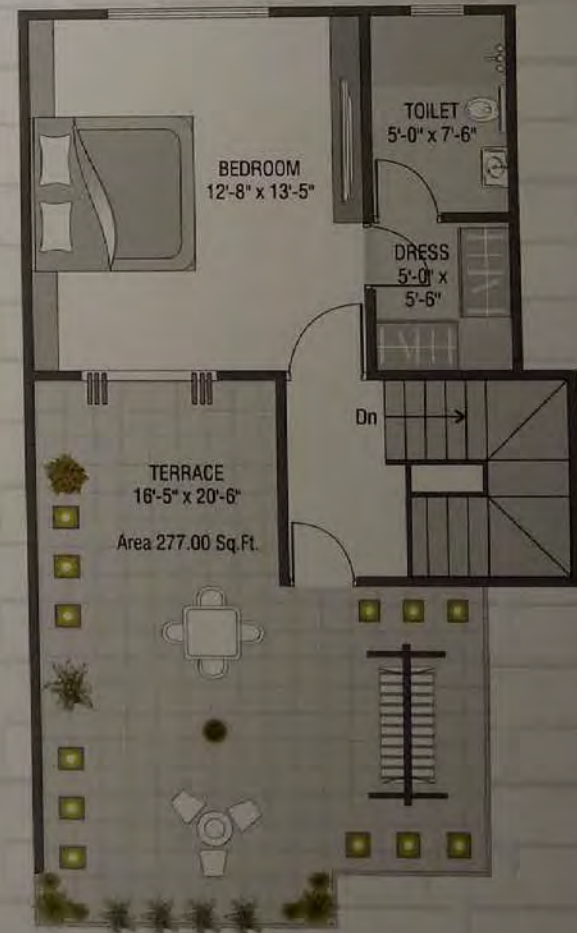 TOILET
5'-0" x 7'-6"
BEDROOM
12'-8" x 13'-5"
DRESS
5'-0" x
5'-6"
Dn
TERRACE
16'-5" x 20'-6"
Area 277.00 Sq.Ft.